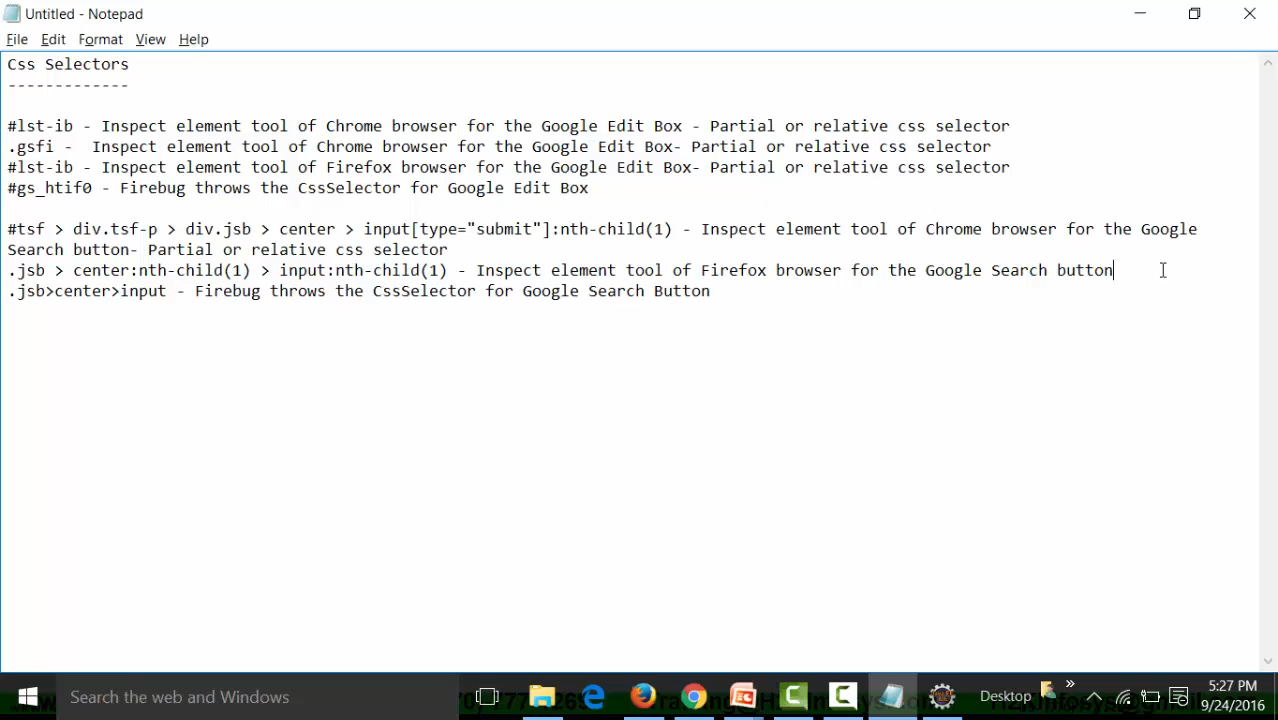 Untitled - Notepad
File Edit Format View Help
Css Selectors
-------------
#lst-ib - Inspect element tool of Chrome browser for the Google Edit Box - Partial or relative css selector
.gsfi -  Inspect element tool of Chrome browser for the Google Edit Box- Partial or relative css selector
#lst-ib - Inspect element tool of Firefox browser for the Google Edit Box- Partial or relative css selector
#gs_htif0 - Firebug throws the CssSelector for Google Edit Box
#tsf > div.tsf-p > div.jsb > center > input[type="submit"]:nth-child(1) - Inspect element tool of Chrome browser for the Google
Search button- Partial or relative css selector
.jsb > center:nth-child(1) > input:nth-child(1) - Inspect element tool of Firefox browser for the Google Search button
.jsb>center>input - Firebug throws the CssSelector for Google Search Button
Search the web and Windows
Desktop
5:27 PM
9/24/2016